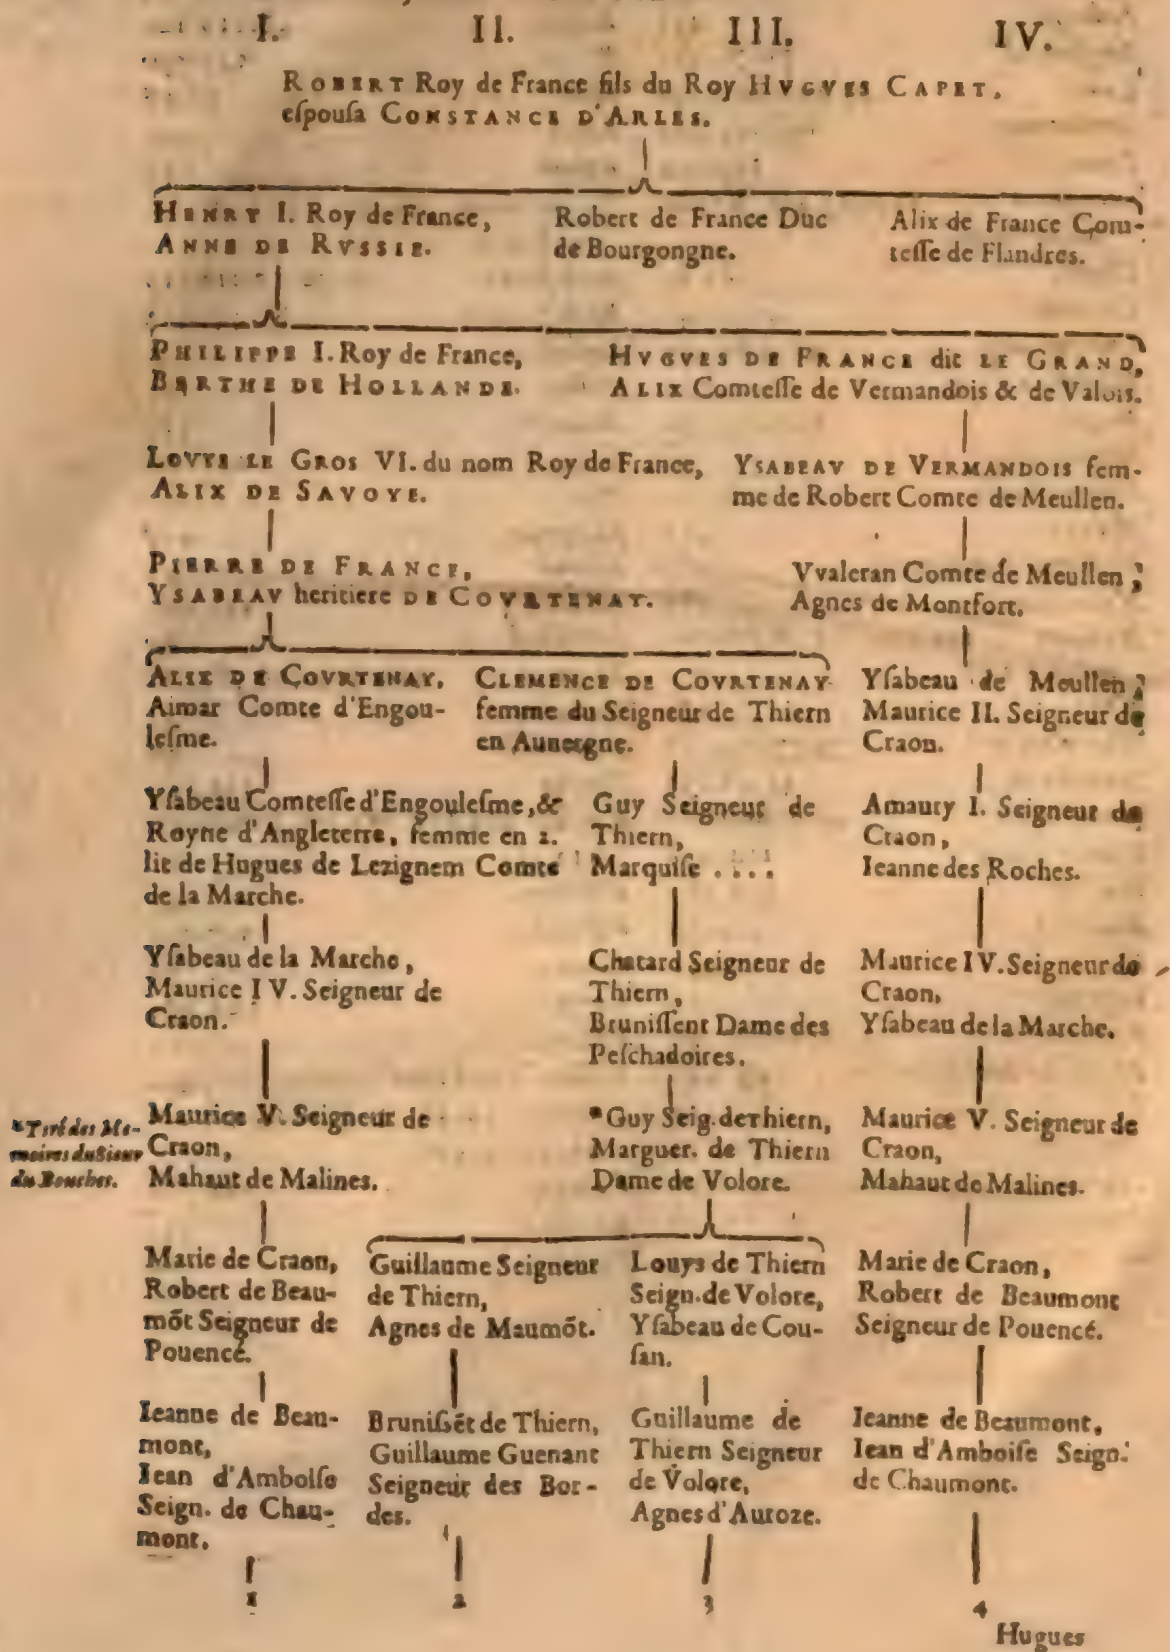 I. II. III. IV.
ROBERT Roy de France fils du Roy HVGVES CAPET,
eſpouſa CONSTANCE D'ARLES.
HENRY I. Roy de France,
ANNE DE RVSSIE.
Robert de France Duc
de Bourgongne.
Alix de France Com-
teſſe de Flandres.
PHILIPPE I. Roy de France,
BERTHE DE HOLLANDE.
HVGVES DE FRANCE dit LE GRAND,
ALIX Comteſſe de Vermandois & de Valois.
LOVYS LE GROS VI. du nom Roy de France,
ALIX DE SAVOYE.
YSABEAV DE VERMANDOIS fem-
me de Robert Comte de Meullen.
PIERRE DE FRANCE,
YSABEAV heritiere DE COVRTENAY.
Vvaleran Comte de Meullen,
Agnes de Montfort.
ALIX DE COVRTENAY.
Aimar Comte d'Engou-
leſme.
CLEMENCE DE COVRTENAY
femme du Seigneur de Thiern
en Auuergne.
Yſabeau de Meullen,
Maurice II. Seigneur de
Craon.
Yſabeau Comteſſe d'Engouleſme, &
Royne d'Angleterre, femme en 2.
lit de Hugues de Lezignem Comte
de la Marche.
Guy Seigneur de
Thiern,
Marquiſe . . . .
Amaury I. Seigneur de
Craon,
Ieanne des Roches.
Yſabeau de la Marche,
Maurice IV. Seigneur de
Craon.
Chatard Seigneur de
Thiern,
Bruniſſent Dame des
Peſchadoires.
Maurice IV. Seigneur de
Craon,
Yſabeau de la Marche.
*Tiré des Me-
moires du Sieur
du Bouchet.
Maurice V. Seigneur de
Craon,
Mahaut de Malines.
*Guy Seig. de Thiern,
Marguer. de Thiern
Dame de Volore.
Maurice V. Seigneur de
Craon,
Mahaut de Malines.
Marie de Craon,
Robert de Beau-
mõt Seigneur de
Pouencé.
Guillaume Seigneur
de Thiern,
Agnes de Maumõt.
Louys de Thiern
Seign. de Volore,
Yſabeau de Cou-
ſan.
Marie de Craon,
Robert de Beaumont
Seigneur de Pouencé.
Ieanne de Beau-
mont,
Iean d'Amboiſe
Seign. de Chau-
mont.
Brunißẽt de Thiern,
Guillaume Guenant
Seigneur des Bor-
des.
Guillaume de
Thiern Seigneur
de Volore,
Agnes d'Auroze.
Ieanne de Beaumont,
Iean d'Amboiſe Seign.
de Chaumont.
1 2 3 4
Hugues